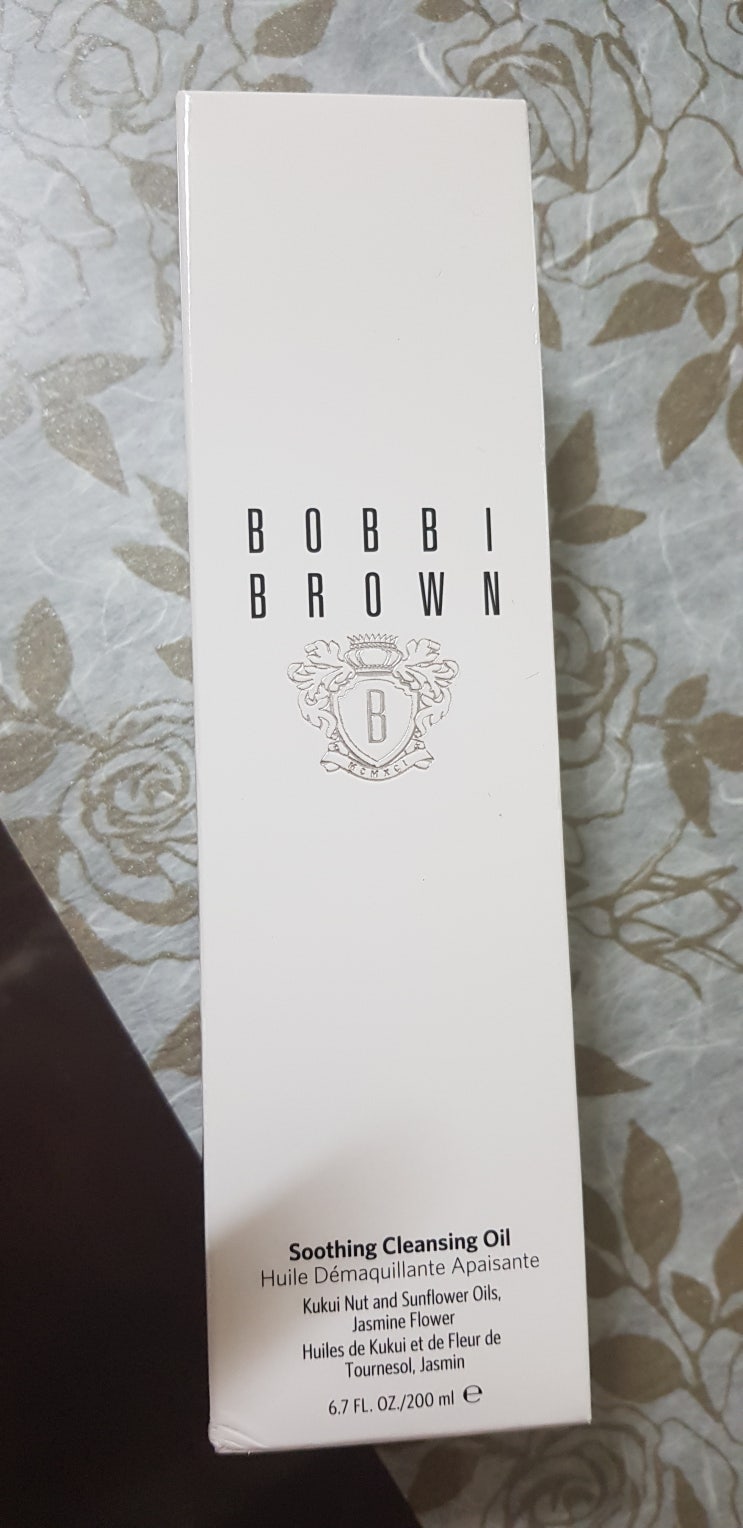 BOBBI
BROWN
B
MCMXCI
Soothing Cleansing Oil
Huile Démaquillante Apaisante
Kukui Nut and Sunflower Oils,
Jasmine Flower
Huiles de Kukui et de Fleur de
Tournesol, Jasmin
6.7 FL. OZ./200 ml ℮